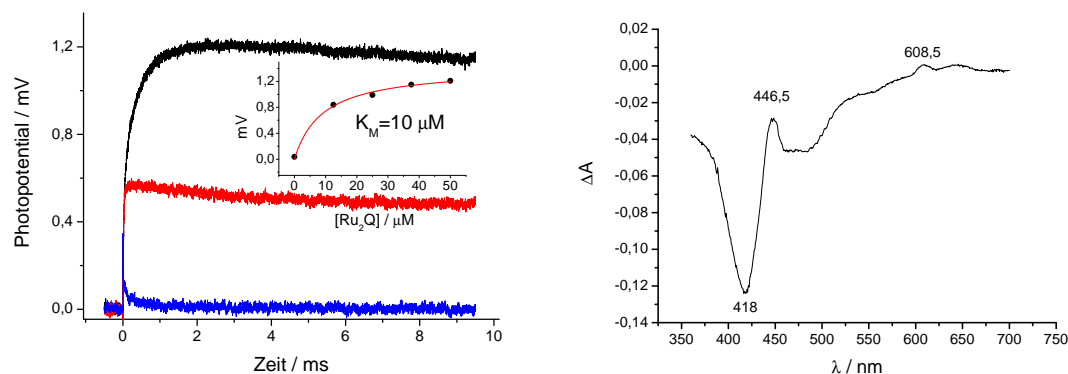 Photopotential / mV
1,2
0,8
0,4
0,0
0
2
4
6
8
10
Zeit / ms
mV
1,2
0,8
0,4
0,0
K_M=10 μM
0 10 20 30 40 50
[Ru₂Q] / μM
ΔA
0,02
0,00
-0,02
-0,04
-0,06
-0,08
-0,10
-0,12
-0,14
608,5
446,5
418
350 400 450 500 550 600 650 700 750
λ / nm